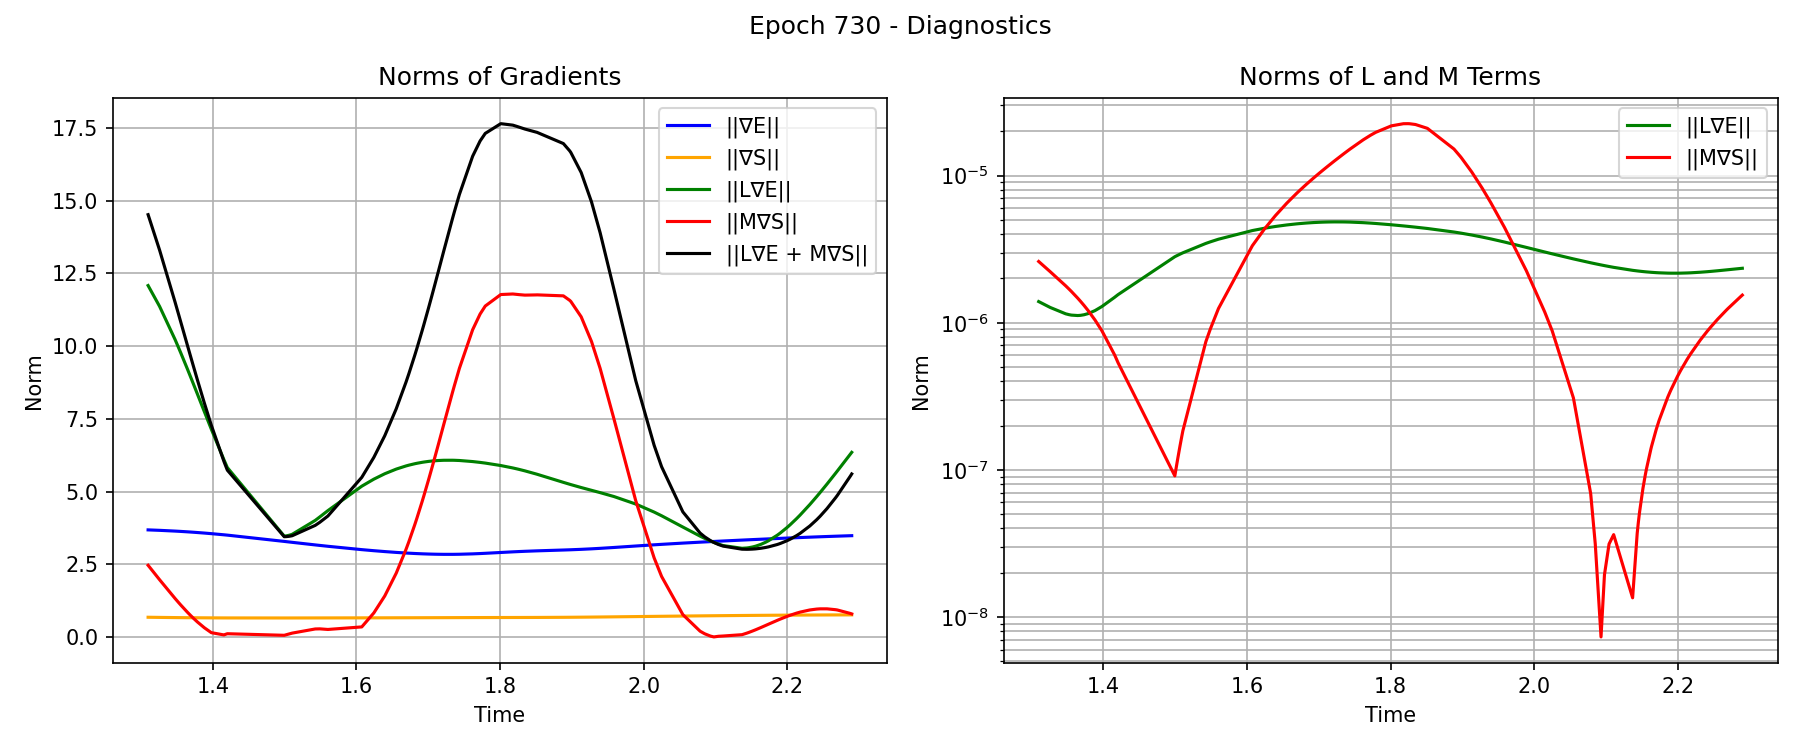 Epoch 730 - Diagnostics
Norms of Gradients
17.5
15.0
12.5
10.0
7.5
5.0
2.5
0.0
Norm
1.4
1.6
1.8
2.0
2.2
Time
||∇E||
||∇S||
||L∇E||
||M∇S||
||L∇E + M∇S||
Norms of L and M Terms
10⁻⁵
10⁻⁶
10⁻⁷
10⁻⁸
Norm
1.4
1.6
1.8
2.0
2.2
Time
||L∇E||
||M∇S||